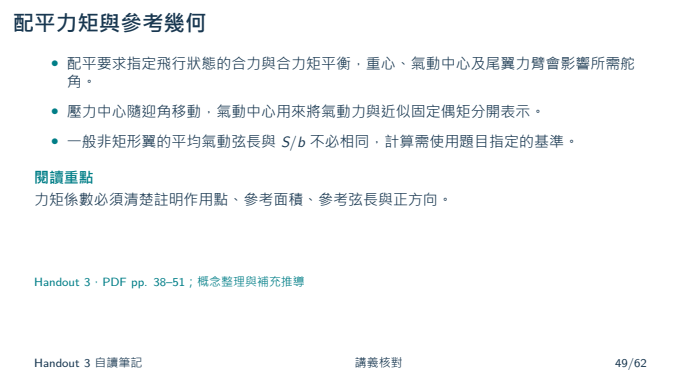 配平力矩與參考幾何
• 配平要求指定飛行狀態的合力與合力矩平衡，重心、氣動中心及尾翼力臂會影響所需舵
角。
• 壓力中心隨迎角移動，氣動中心用來將氣動力與近似固定偶矩分開表示。
• 一般非矩形翼的平均氣動弦長與 S/b 不必相同，計算需使用題目指定的基準。
閱讀重點
力矩係數必須清楚註明作用點、參考面積、參考弦長與正方向。
Handout 3 · PDF pp. 38–51；概念整理與補充推導
Handout 3 自讀筆記
講義核對
49/62